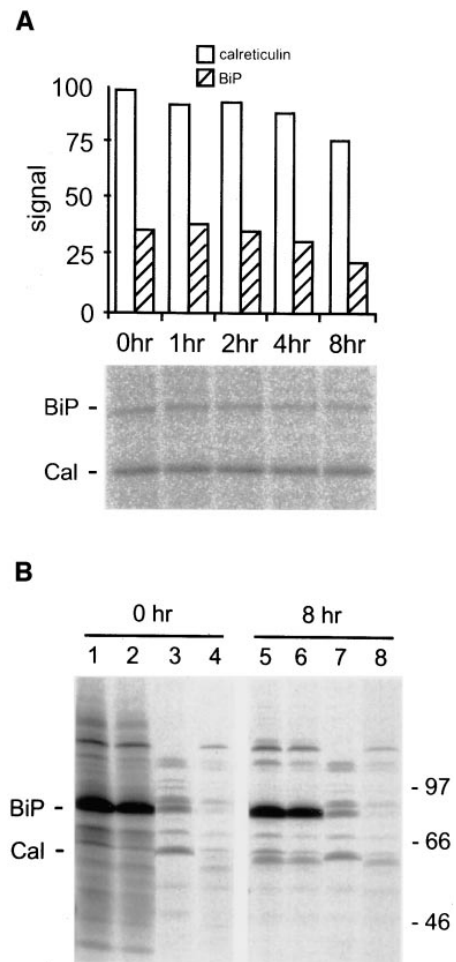 A
calreticulin
BiP
100
75
50
25
0
signal
0hr 1hr 2hr 4hr 8hr
BiP -
Cal -
B
0 hr 8 hr
1 2 3 4 5 6 7 8
BiP -
Cal -
- 97
- 66
- 46